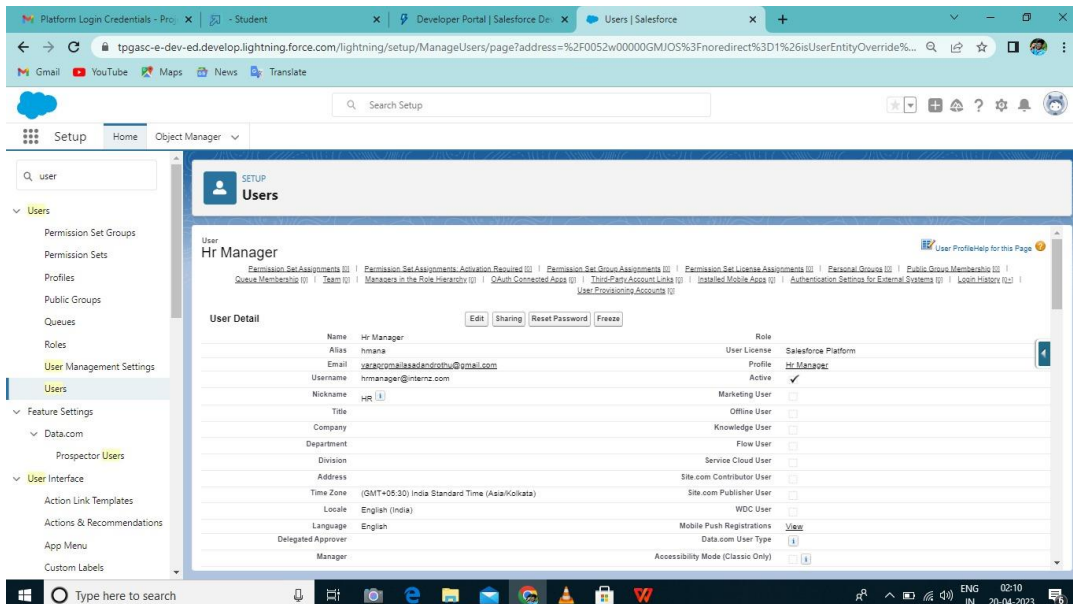 Platform Login Credentials - Proj
- Student
Developer Portal | Salesforce Dev
Users | Salesforce
tpgasc-e-dev-ed.develop.lightning.force.com/lightning/setup/ManageUsers/page?address=%2F0052w00000GMJOS%3Fnoredirect%3D1%26isUserEntityOverride%...
Gmail YouTube Maps News Translate
Search Setup
Setup Home Object Manager
user
SETUP
Users
Users
Permission Set Groups
Permission Sets
Profiles
Public Groups
Queues
Roles
User Management Settings
Users
Feature Settings
Data.com
Prospector Users
User Interface
Action Link Templates
Actions & Recommendations
App Menu
Custom Labels
User
Hr Manager
User Profile Help for this Page
Permission Set Assignments [0] | Permission Set Assignments: Activation Required [0] | Permission Set Group Assignments [0] | Permission Set License Assignments [0] | Personal Groups [0] | Public Group Membership [0] |
Queue Membership [0] | Team [0] | Managers in the Role Hierarchy [0] | OAuth Connected Apps [0] | Third-Party Account Links [0] | Installed Mobile Apps [0] | Authentication Settings for External Systems [0] | Login History [0+] |
User Provisioning Accounts [0]
User Detail Edit Sharing Reset Password Freeze
Name Hr Manager Role
Alias hmana User License Salesforce Platform
Email varaprgmailasadandrothu@gmail.com Profile Hr Manager
Username hrmanager@internz.com Active
Nickname HR Marketing User
Title Offline User
Company Knowledge User
Department Flow User
Division Service Cloud User
Address Site.com Contributor User
Time Zone (GMT+05:30) India Standard Time (Asia/Kolkata) Site.com Publisher User
Locale English (India) WDC User
Language English Mobile Push Registrations View
Delegated Approver Data.com User Type
Manager Accessibility Mode (Classic Only)
Type here to search
ENG
IN
02:10
20-04-2023
6